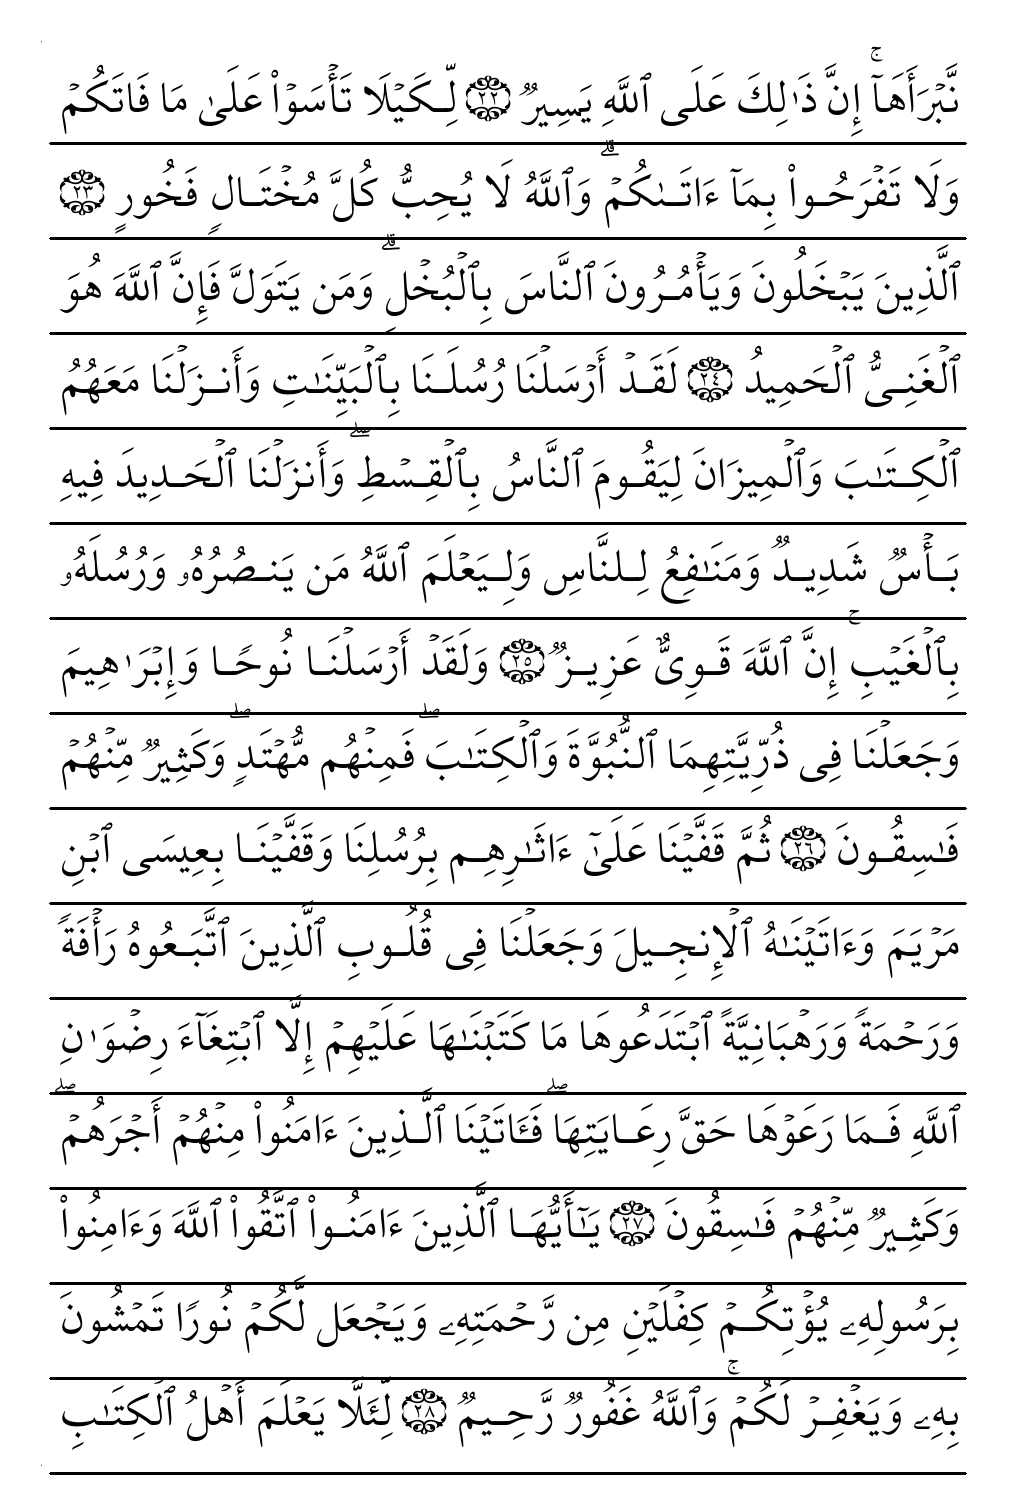 نَّبۡرَأَهَآۚ إِنَّ ذَٰلِكَ عَلَى ٱللَّهِ يَسِيرٞ ٢٢ لِّكَيۡلَا تَأۡسَوۡاْ عَلَىٰ مَا فَاتَكُمۡ
وَلَا تَفۡرَحُواْ بِمَآ ءَاتَىٰكُمۡۗ وَٱللَّهُ لَا يُحِبُّ كُلَّ مُخۡتَالٖ فَخُورٍ ٢٣
ٱلَّذِينَ يَبۡخَلُونَ وَيَأۡمُرُونَ ٱلنَّاسَ بِٱلۡبُخۡلِۗ وَمَن يَتَوَلَّ فَإِنَّ ٱللَّهَ هُوَ
ٱلۡغَنِيُّ ٱلۡحَمِيدُ ٢٤ لَقَدۡ أَرۡسَلۡنَا رُسُلَنَا بِٱلۡبَيِّنَٰتِ وَأَنزَلۡنَا مَعَهُمُ
ٱلۡكِتَٰبَ وَٱلۡمِيزَانَ لِيَقُومَ ٱلنَّاسُ بِٱلۡقِسۡطِۖ وَأَنزَلۡنَا ٱلۡحَدِيدَ فِيهِ
بَأۡسٞ شَدِيدٞ وَمَنَٰفِعُ لِلنَّاسِ وَلِيَعۡلَمَ ٱللَّهُ مَن يَنصُرُهُۥ وَرُسُلَهُۥ
بِٱلۡغَيۡبِۚ إِنَّ ٱللَّهَ قَوِيٌّ عَزِيزٞ ٢٥ وَلَقَدۡ أَرۡسَلۡنَا نُوحٗا وَإِبۡرَٰهِيمَ
وَجَعَلۡنَا فِي ذُرِّيَّتِهِمَا ٱلنُّبُوَّةَ وَٱلۡكِتَٰبَۖ فَمِنۡهُم مُّهۡتَدٖۖ وَكَثِيرٞ مِّنۡهُمۡ
فَٰسِقُونَ ٢٦ ثُمَّ قَفَّيۡنَا عَلَىٰٓ ءَاثَٰرِهِم بِرُسُلِنَا وَقَفَّيۡنَا بِعِيسَى ٱبۡنِ
مَرۡيَمَ وَءَاتَيۡنَٰهُ ٱلۡإِنجِيلَ وَجَعَلۡنَا فِي قُلُوبِ ٱلَّذِينَ ٱتَّبَعُوهُ رَأۡفَةٗ
وَرَحۡمَةٗ وَرَهۡبَانِيَّةً ٱبۡتَدَعُوهَا مَا كَتَبۡنَٰهَا عَلَيۡهِمۡ إِلَّا ٱبۡتِغَآءَ رِضۡوَٰنِ
ٱللَّهِ فَمَا رَعَوۡهَا حَقَّ رِعَايَتِهَاۖ فَـَٔاتَيۡنَا ٱلَّذِينَ ءَامَنُواْ مِنۡهُمۡ أَجۡرَهُمۡۖ
وَكَثِيرٞ مِّنۡهُمۡ فَٰسِقُونَ ٢٧ يَٰٓأَيُّهَا ٱلَّذِينَ ءَامَنُواْ ٱتَّقُواْ ٱللَّهَ وَءَامِنُواْ
بِرَسُولِهِۦ يُؤۡتِكُمۡ كِفۡلَيۡنِ مِن رَّحۡمَتِهِۦ وَيَجۡعَل لَّكُمۡ نُورٗا تَمۡشُونَ
بِهِۦ وَيَغۡفِرۡ لَكُمۡۚ وَٱللَّهُ غَفُورٞ رَّحِيمٞ ٢٨ لِّئَلَّا يَعۡلَمَ أَهۡلُ ٱلۡكِتَٰبِ